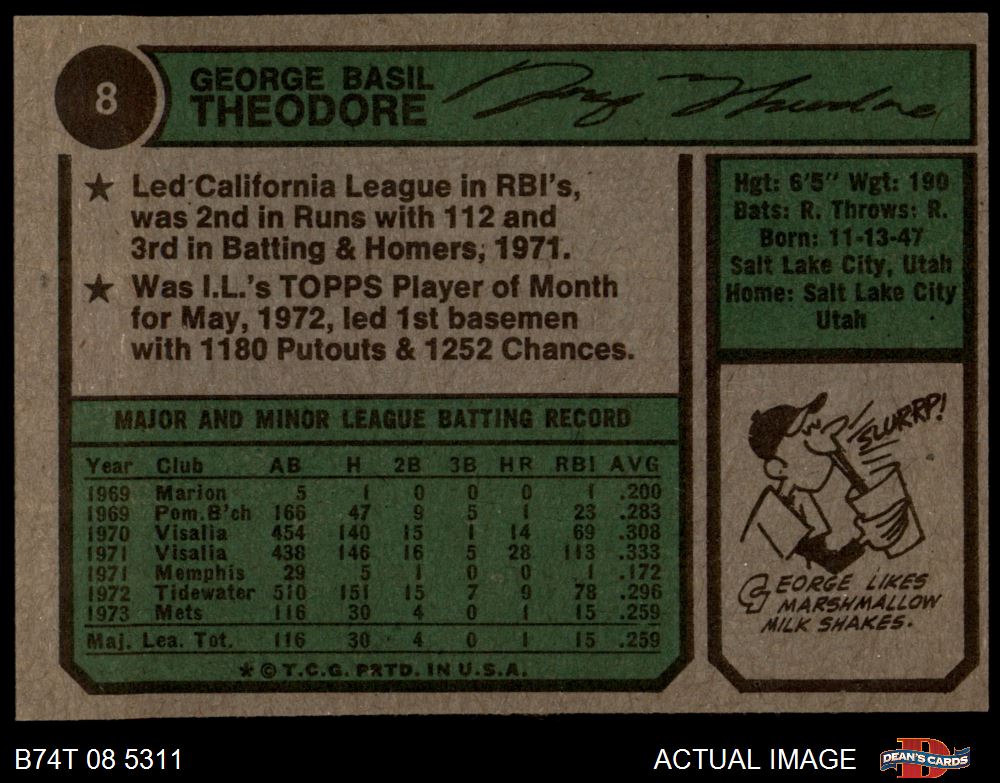 8
GEORGE BASIL
THEODORE
George Theodore
★ Led California League in RBI's,
was 2nd in Runs with 112 and
3rd in Batting & Homers, 1971.
★ Was I.L.'s TOPPS Player of Month
for May, 1972, led 1st basemen
with 1180 Putouts & 1252 Chances.
Hgt: 6'5" Wgt: 190
Bats: R. Throws: R.
Born: 11-13-47
Salt Lake City, Utah
Home: Salt Lake City
Utah
MAJOR AND MINOR LEAGUE BATTING RECORD
Year Club AB H 2B 3B HR RBI AVG
1969 Marion 5 1 0 0 0 1 .200
1969 Pom. B'ch 166 47 9 5 1 23 .283
1970 Visalia 454 140 15 1 14 69 .308
1971 Visalia 438 146 16 5 28 113 .333
1971 Memphis 29 5 1 0 0 1 .172
1972 Tidewater 510 151 15 7 9 78 .296
1973 Mets 116 30 4 0 1 15 .259
Maj. Lea. Tot. 116 30 4 0 1 15 .259
* © T.C.G. PRTD. IN U.S.A.
SLURRP!
GEORGE LIKES
MARSHMALLOW
MILK SHAKES.
B74T 08 5311
ACTUAL IMAGE
DEAN'S CARDS